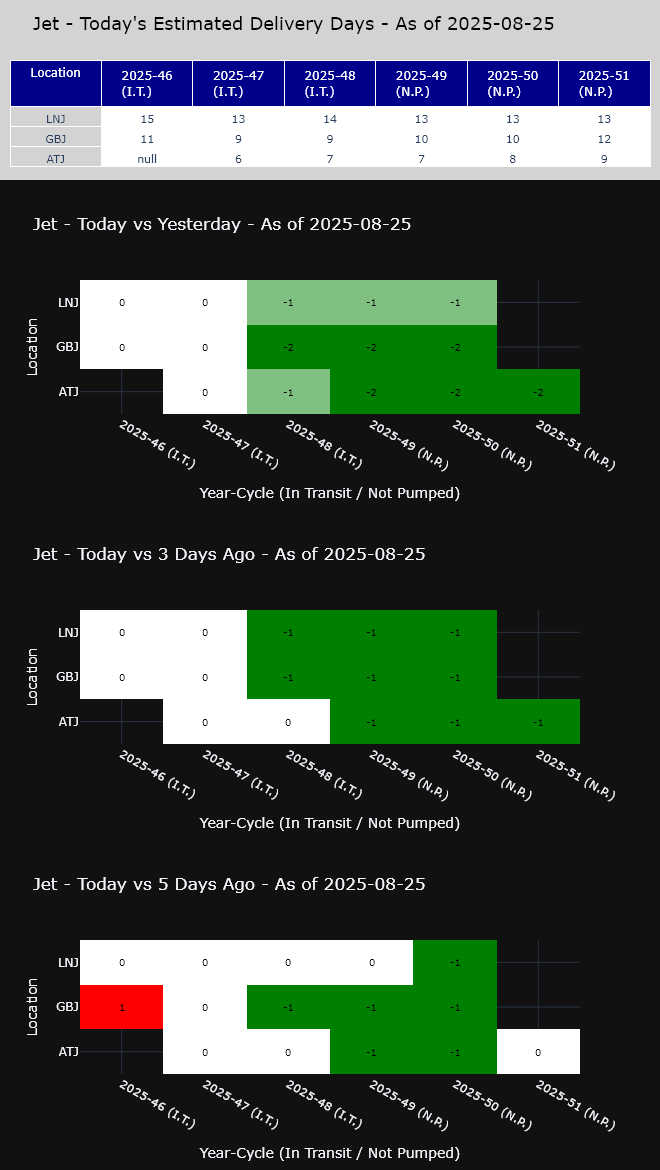 Jet - Today's Estimated Delivery Days - As of 2025-08-25
Location 2025-46 (I.T.) 2025-47 (I.T.) 2025-48 (I.T.) 2025-49 (N.P.) 2025-50 (N.P.) 2025-51 (N.P.)
LNJ 15 13 14 13 13 13
GBJ 11 9 9 10 10 12
ATJ null 6 7 7 8 9
Jet - Today vs Yesterday - As of 2025-08-25
Location
LNJ 0 0 -1 -1 -1
GBJ 0 0 -2 -2 -2
ATJ 0 -1 -2 -2 -2
2025-46 (I.T.) 2025-47 (I.T.) 2025-48 (I.T.) 2025-49 (N.P.) 2025-50 (N.P.) 2025-51 (N.P.)
Year-Cycle (In Transit / Not Pumped)
Jet - Today vs 3 Days Ago - As of 2025-08-25
Location
LNJ 0 0 -1 -1 -1
GBJ 0 0 -1 -1 -1
ATJ 0 0 -1 -1 -1
2025-46 (I.T.) 2025-47 (I.T.) 2025-48 (I.T.) 2025-49 (N.P.) 2025-50 (N.P.) 2025-51 (N.P.)
Year-Cycle (In Transit / Not Pumped)
Jet - Today vs 5 Days Ago - As of 2025-08-25
Location
LNJ 0 0 0 0 -1
GBJ 1 0 -1 -1 -1
ATJ 0 0 -1 -1 0
2025-46 (I.T.) 2025-47 (I.T.) 2025-48 (I.T.) 2025-49 (N.P.) 2025-50 (N.P.) 2025-51 (N.P.)
Year-Cycle (In Transit / Not Pumped)